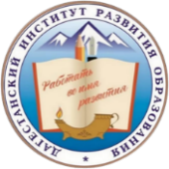 ДАГЕСТАНСКИЙ ИНСТИТУТ РАЗВИТИЯ ОБРАЗОВАНИЯ
Работать
во имя
развития